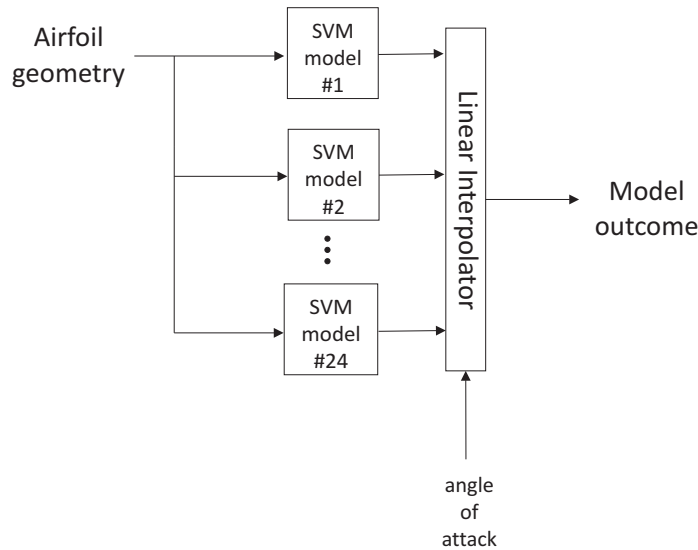 Airfoil
geometry
SVM
model
#1
SVM
model
#2
SVM
model
#24
Linear Interpolator
Model
outcome
angle
of
attack